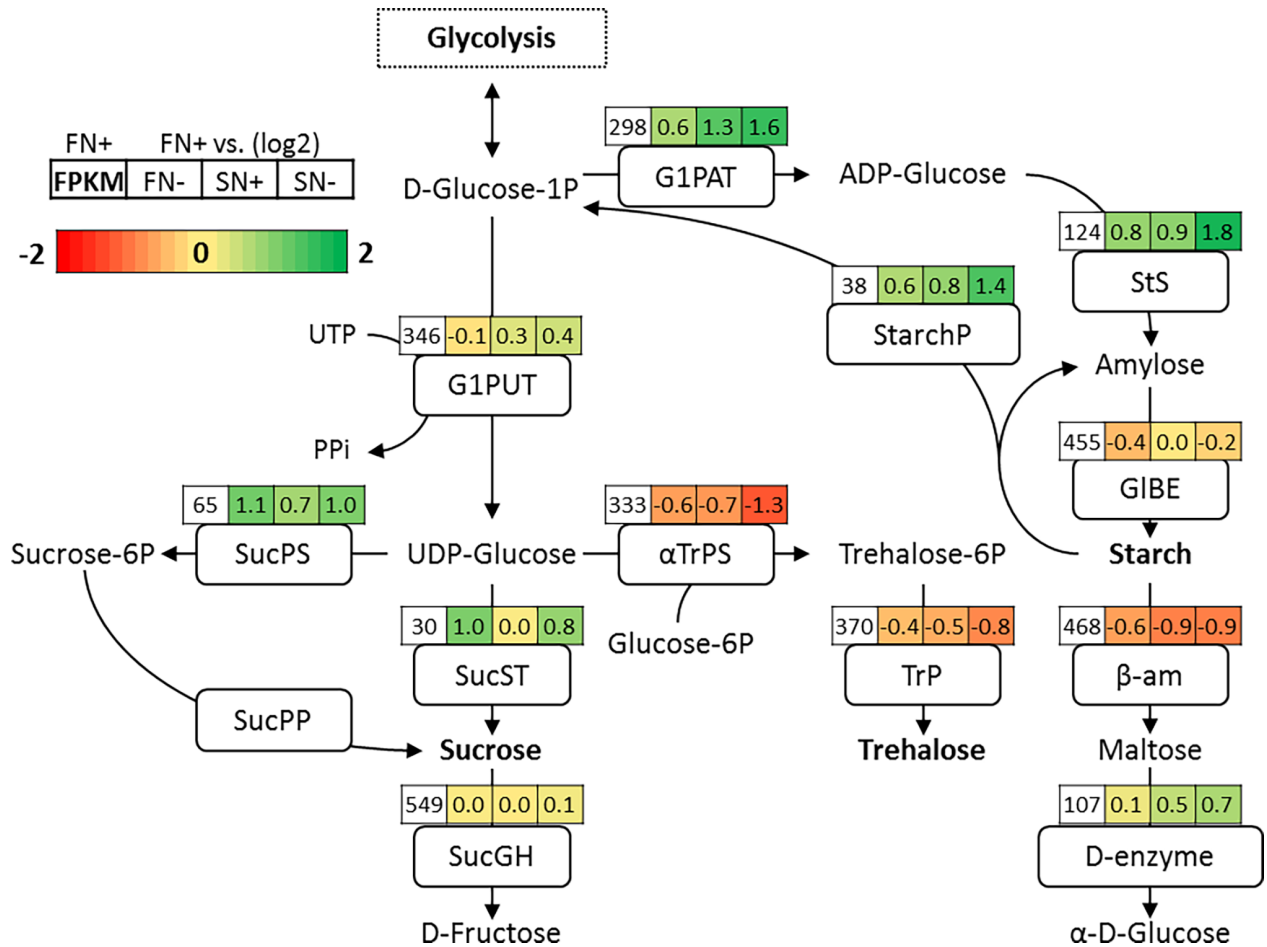 Glycolysis
FN+ FN+ vs. (log2)
FPKM FN- SN+ SN-
-2 0 2
298 0.6 1.3 1.6
D-Glucose-1P G1PAT ADP-Glucose
124 0.8 0.9 1.8
StS
38 0.6 0.8 1.4
StarchP
UTP 346 -0.1 0.3 0.4
G1PUT
Amylose
PPi
455 -0.4 0.0 -0.2
GlBE
65 1.1 0.7 1.0
333 -0.6 -0.7 -1.3
Sucrose-6P SucPS UDP-Glucose αTrPS Trehalose-6P Starch
30 1.0 0.0 0.8
Glucose-6P
370 -0.4 -0.5 -0.8
468 -0.6 -0.9 -0.9
SucST TrP β-am
SucPP
Sucrose Trehalose Maltose
549 0.0 0.0 0.1
107 0.1 0.5 0.7
SucGH D-enzyme
D-Fructose α-D-Glucose